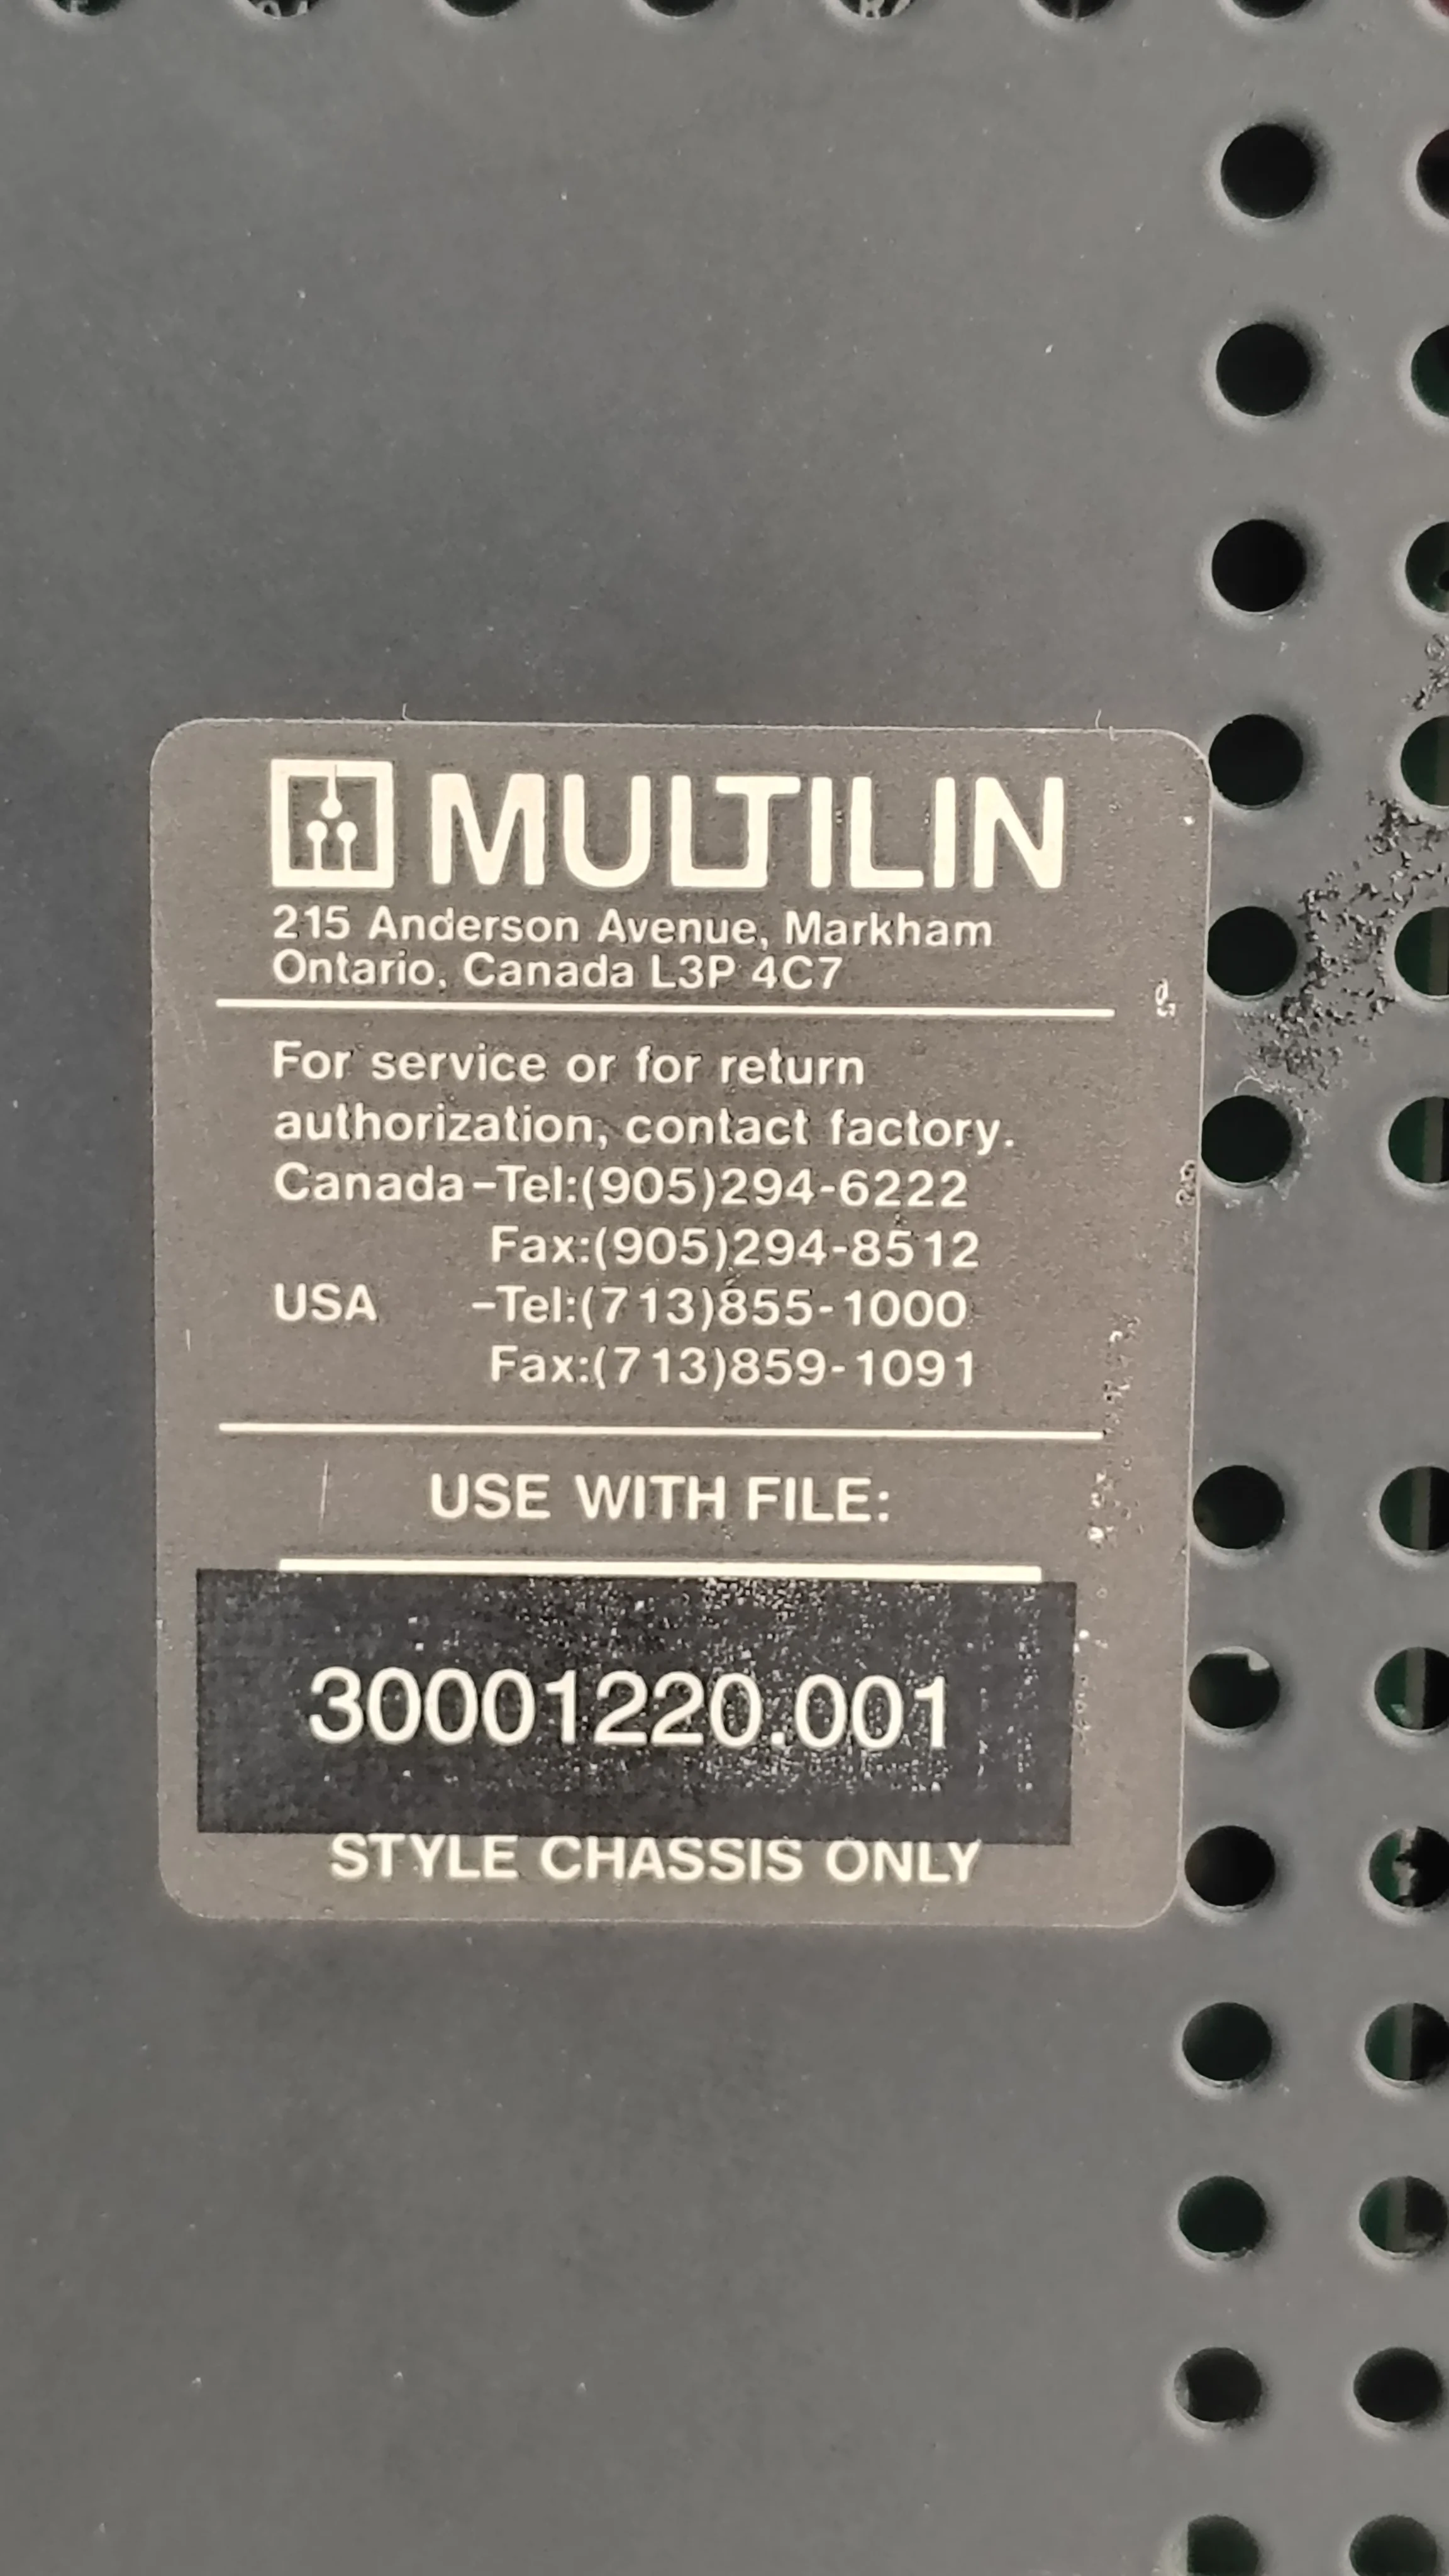 MULTILIN
215 Anderson Avenue, Markham
Ontario, Canada L3P 4C7
For service or for return
authorization, contact factory.
Canada-Tel:(905)294-6222
Fax:(905)294-8512
USA -Tel:(713)855-1000
Fax:(713)859-1091
USE WITH FILE:
30001220.001
STYLE CHASSIS ONLY